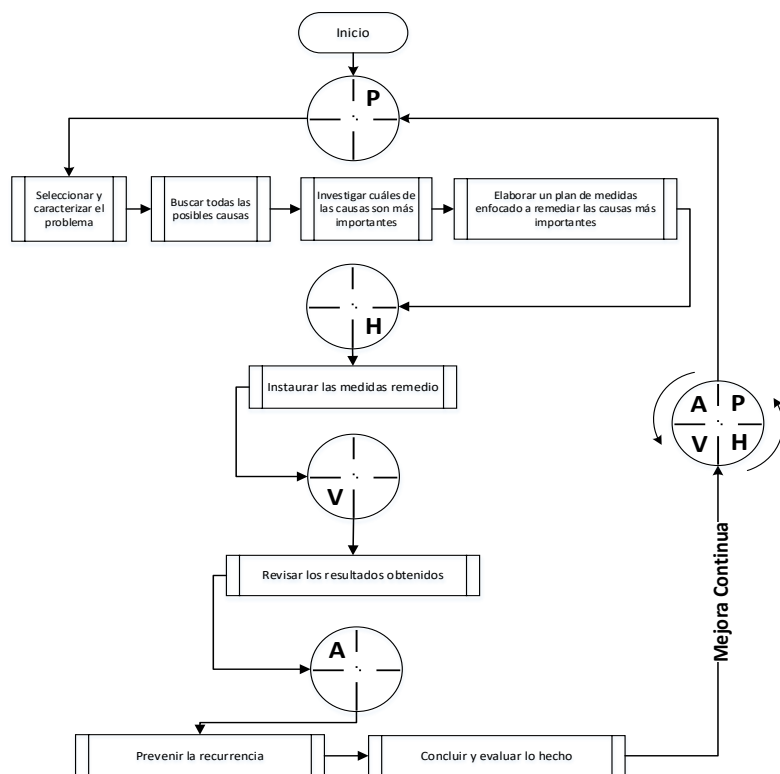 Inicio
P
Seleccionar y
caracterizar el
problema
Buscar todas las
posibles causas
Investigar cuáles de
las causas son más
importantes
Elaborar un plan de medidas
enfocado a remediar las causas más
importantes
H
Instaurar las medidas remedio
A P
V H
V
Revisar los resultados obtenidos
Mejora Continua
A
Prevenir la recurrencia
Concluir y evaluar lo hecho